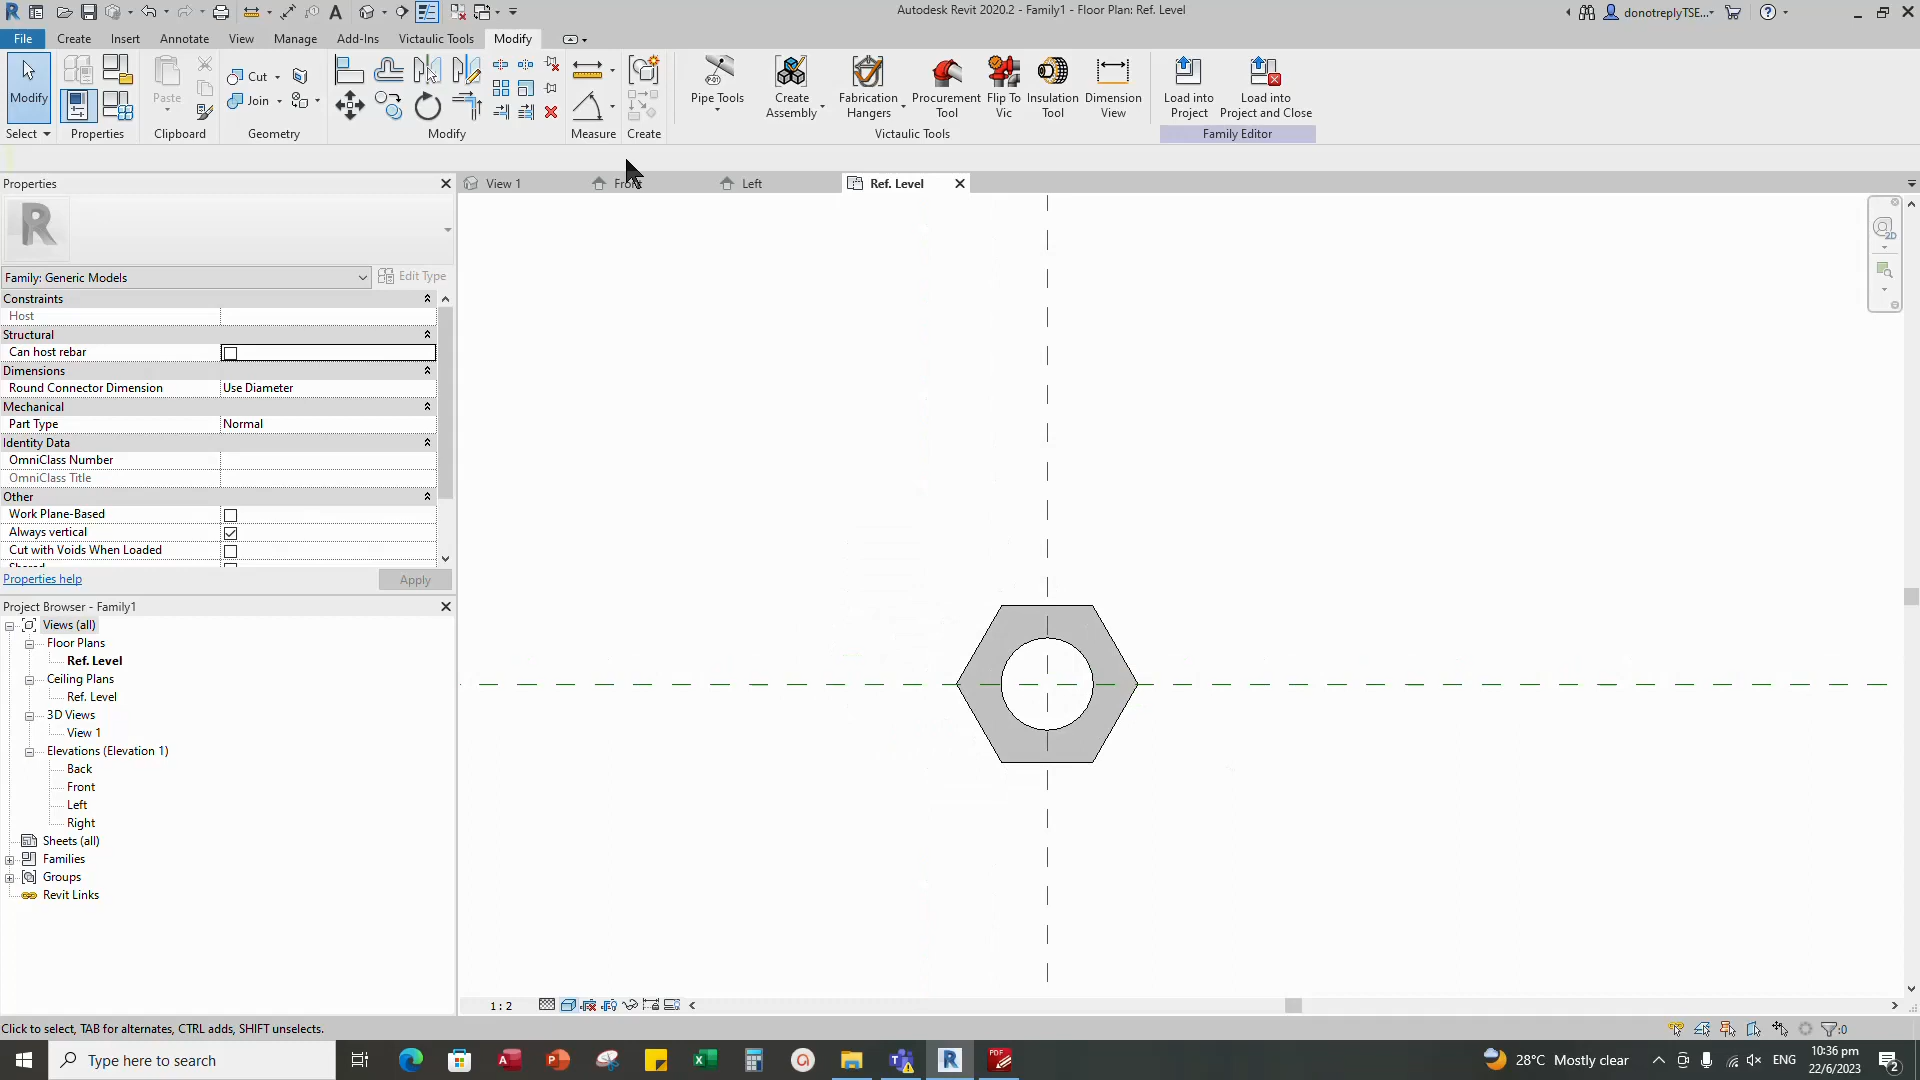 Autodesk Revit 2020.2 - Family1 - Floor Plan: Ref. Level
donotreplyTSE...
File Create Insert Annotate View Manage Add-Ins Victaulic Tools Modify
Modify
Paste
Cut
Join
Pipe Tools
Create Assembly
Fabrication Hangers
Procurement Tool
Flip To Vic
Insulation Tool
Dimension View
Load into Project
Load into Project and Close
Select Properties Clipboard Geometry Modify Measure Create Victaulic Tools Family Editor
Properties
View 1
Left
Ref. Level
Family: Generic Models
Edit Type
Constraints
Host
Structural
Can host rebar
Dimensions
Round Connector Dimension Use Diameter
Mechanical
Part Type Normal
Identity Data
OmniClass Number
OmniClass Title
Other
Work Plane-Based
Always vertical
Cut with Voids When Loaded
Properties help
Apply
Project Browser - Family1
Views (all)
Floor Plans
Ref. Level
Ceiling Plans
Ref. Level
3D Views
View 1
Elevations (Elevation 1)
Back
Front
Left
Right
Sheets (all)
Families
Groups
Revit Links
1 : 2
Click to select, TAB for alternates, CTRL adds, SHIFT unselects.
:0
Type here to search
28°C Mostly clear
ENG
10:36 pm
22/6/2023
2